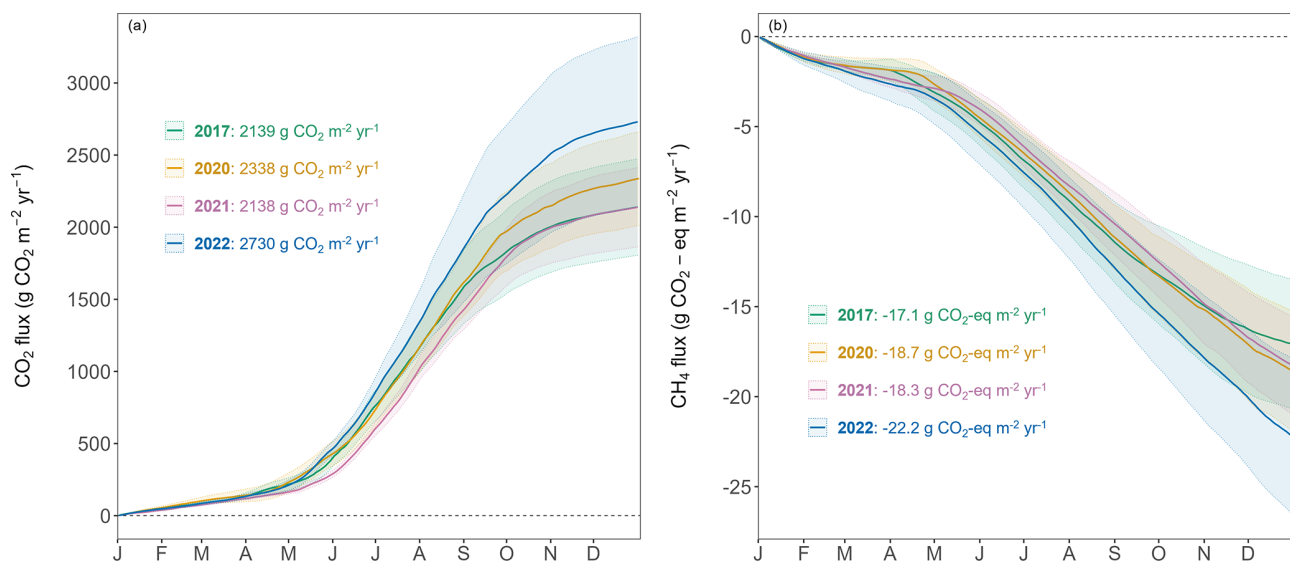 (a)
CO₂ flux (g CO₂ m⁻² yr⁻¹)
3000
2500
2000
1500
1000
500
0
2017: 2139 g CO₂ m⁻² yr⁻¹
2020: 2338 g CO₂ m⁻² yr⁻¹
2021: 2138 g CO₂ m⁻² yr⁻¹
2022: 2730 g CO₂ m⁻² yr⁻¹
J F M A M J J A S O N D
(b)
CH₄ flux (g CO₂ − eq m⁻² yr⁻¹)
0
-5
-10
-15
-20
-25
2017: -17.1 g CO₂-eq m⁻² yr⁻¹
2020: -18.7 g CO₂-eq m⁻² yr⁻¹
2021: -18.3 g CO₂-eq m⁻² yr⁻¹
2022: -22.2 g CO₂-eq m⁻² yr⁻¹
J F M A M J J A S O N D